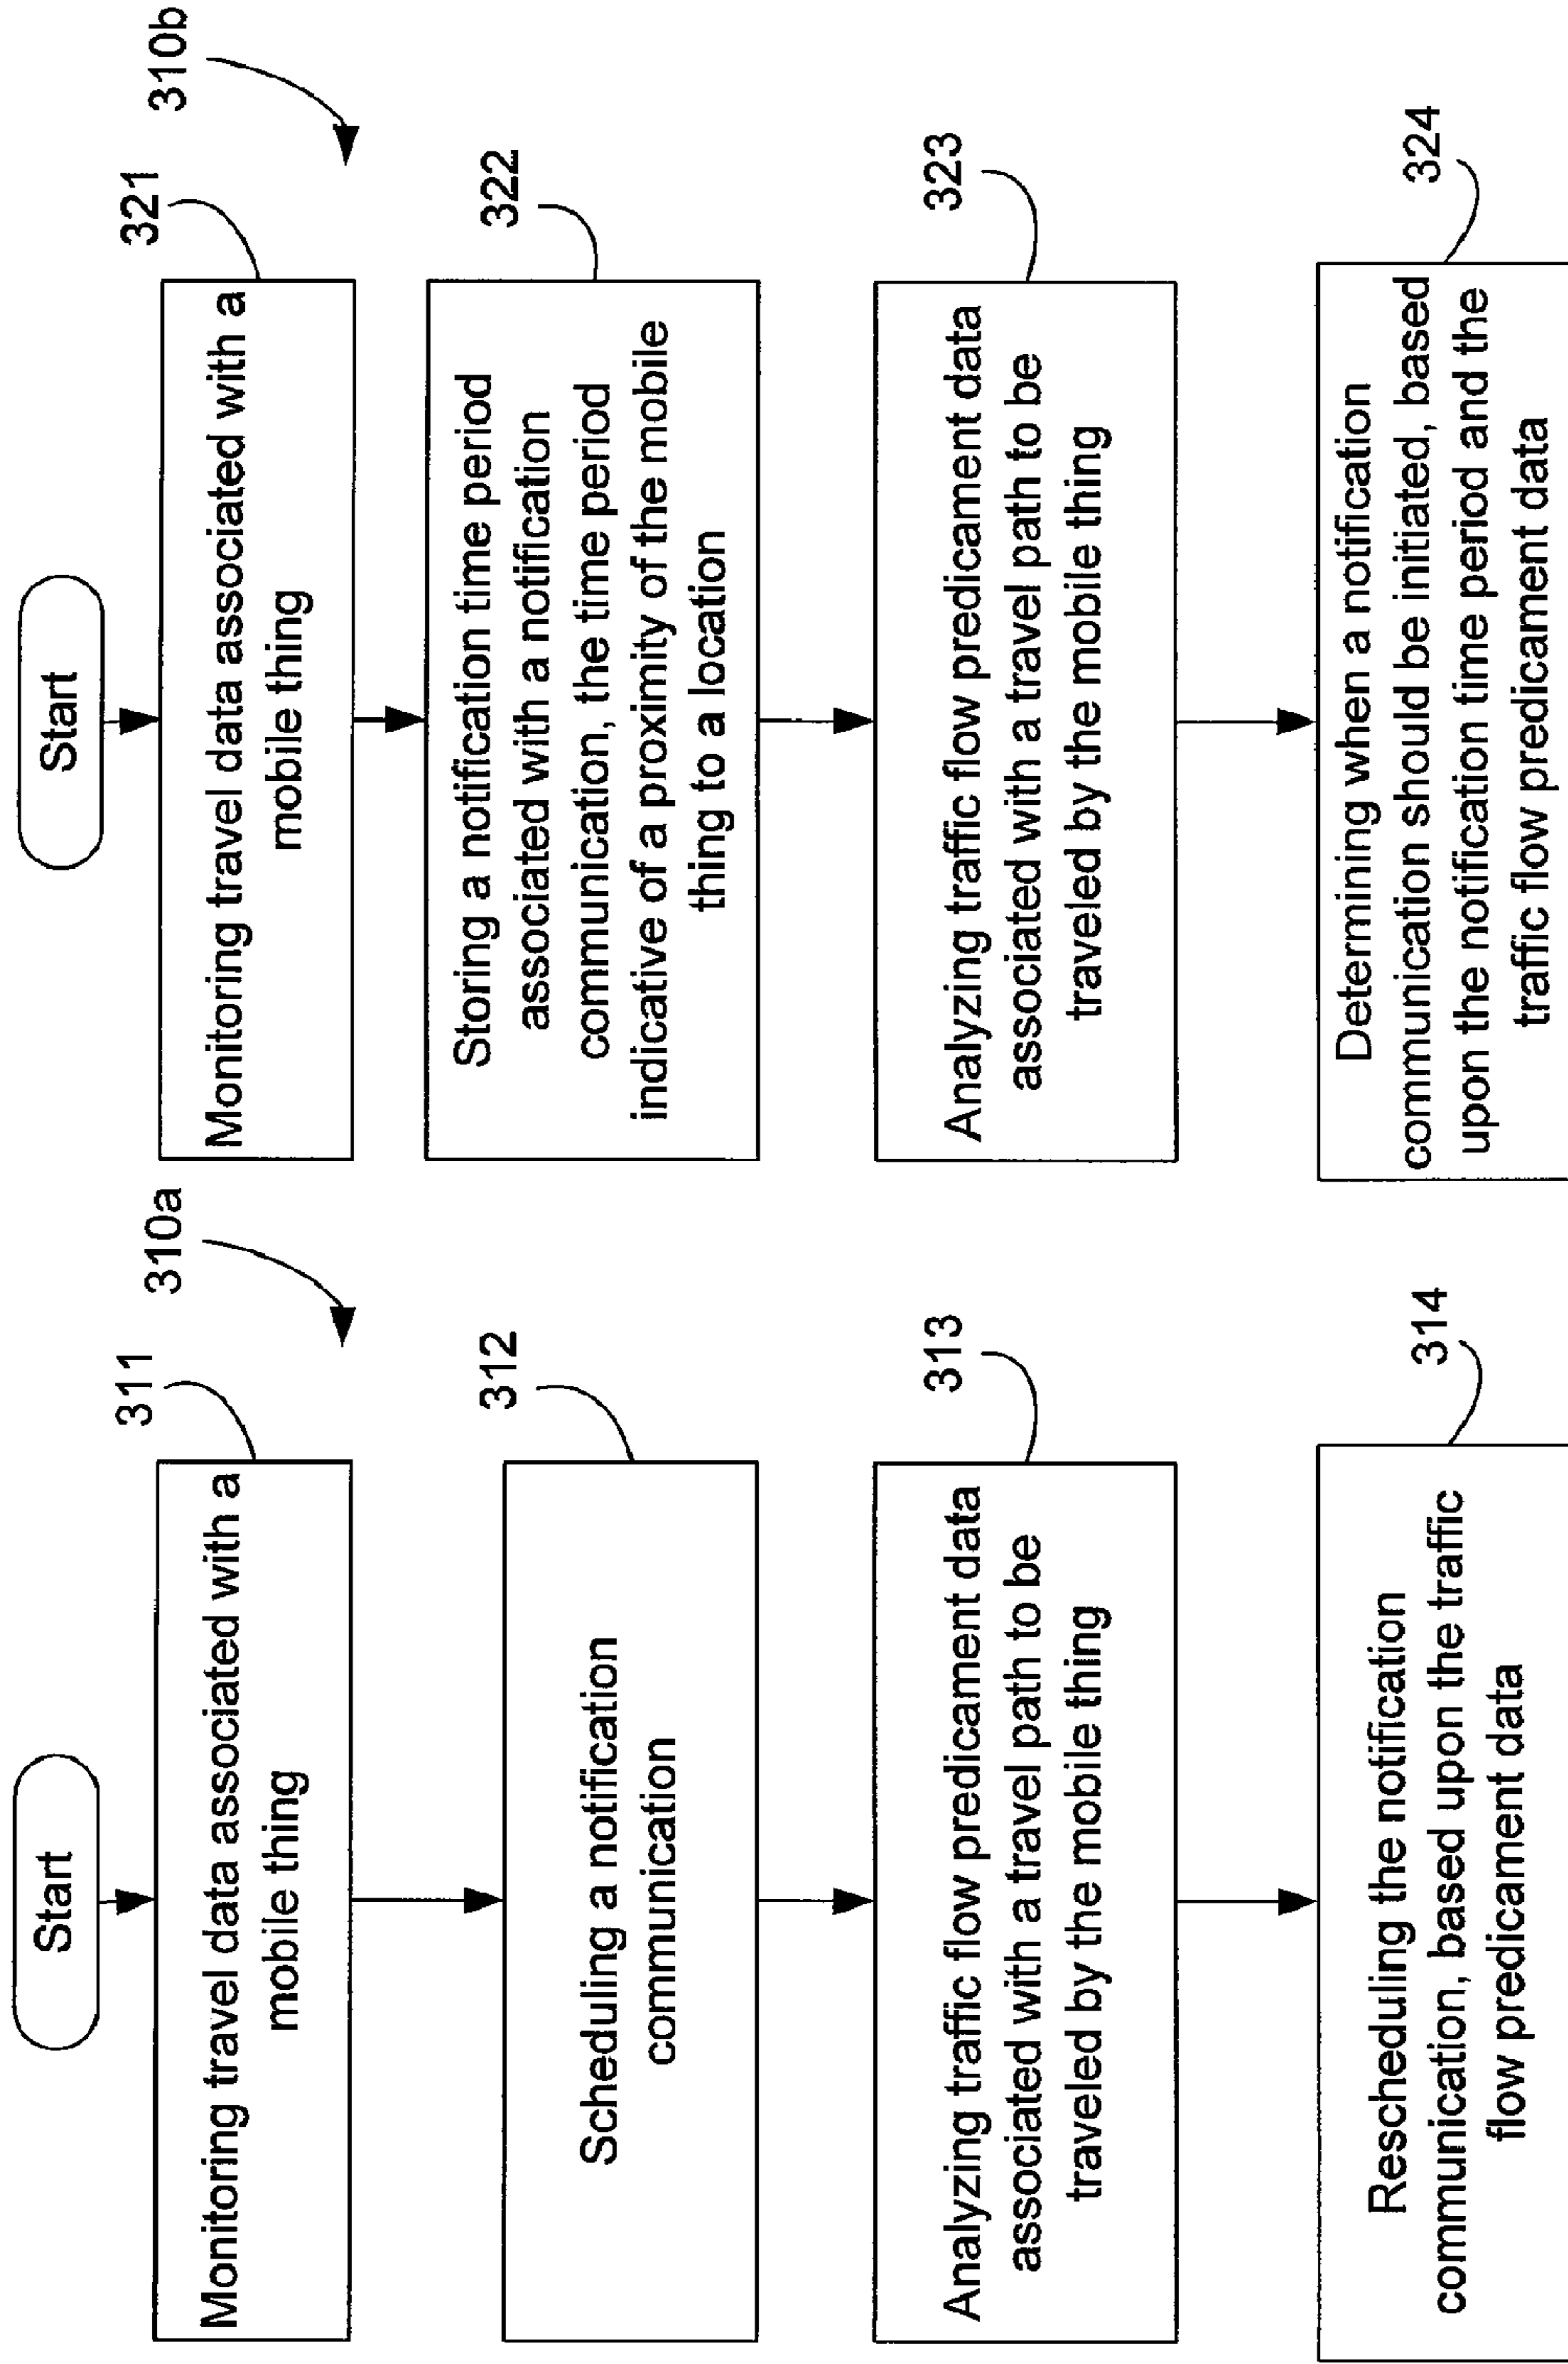 Start
310a
311
Monitoring travel data associated with a
mobile thing
312
Scheduling a notification
communication
313
Analyzing traffic flow predicament data
associated with a travel path to be
traveled by the mobile thing
314
Rescheduling the notification
communication, based upon the traffic
flow predicament data
Start
310b
321
Monitoring travel data associated with a
mobile thing
322
Storing a notification time period
associated with a notification
communication, the time period
indicative of a proximity of the mobile
thing to a location
323
Analyzing traffic flow predicament data
associated with a travel path to be
traveled by the mobile thing
324
Determining when a notification
communication should be initiated, based
upon the notification time period and the
traffic flow predicament data